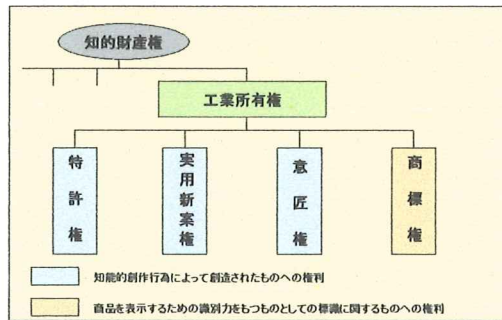 知的財産権
工業所有権
特許権
実用新案権
意匠権
商標権
知能的創作行為によって創造されたものへの権利
商品を表示するための識別力をもつものとしての標識に関するものへの権利